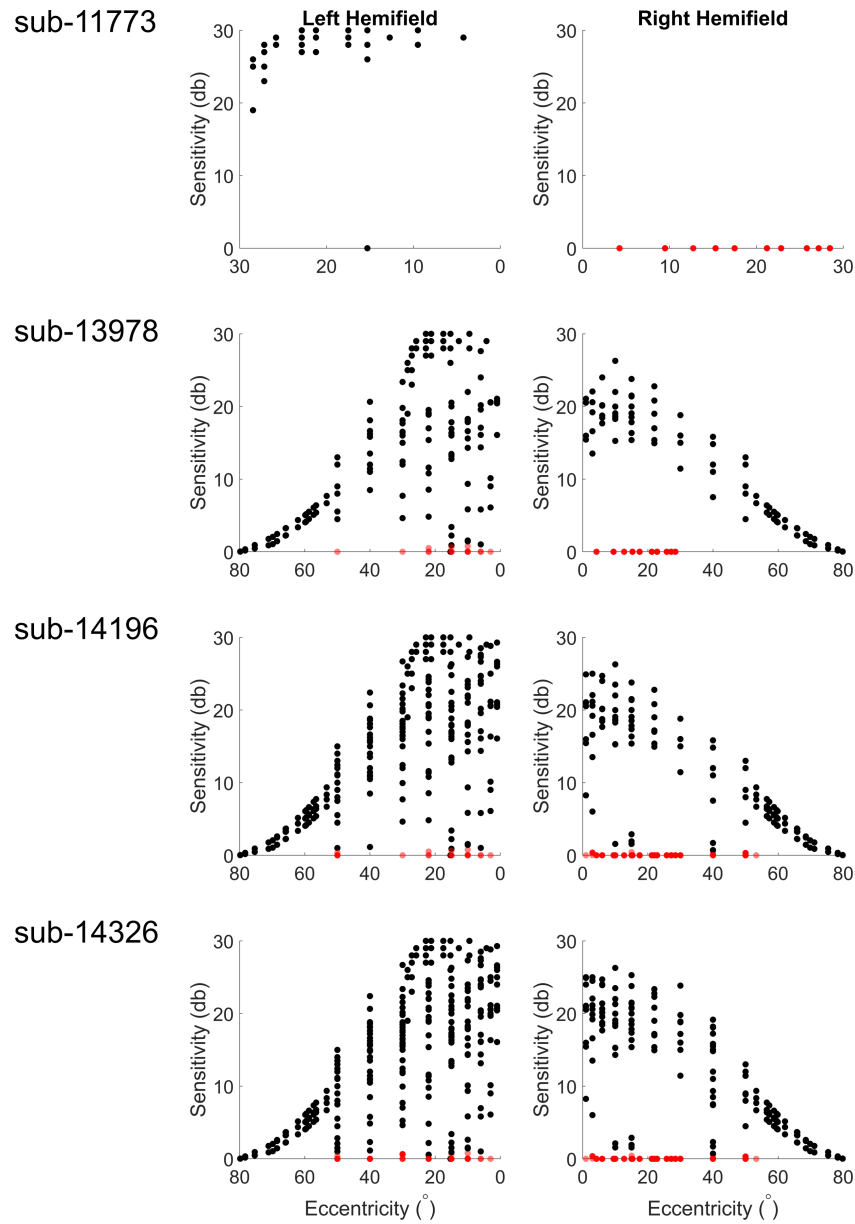 sub-11773
Left Hemifield
Right Hemifield
Sensitivity (db)
30
20
10
0
30 20 10 0
Sensitivity (db)
30
20
10
0
0 10 20 30
sub-13978
Sensitivity (db)
30
20
10
0
80 60 40 20 0
Sensitivity (db)
30
20
10
0
0 20 40 60 80
sub-14196
Sensitivity (db)
30
20
10
0
80 60 40 20 0
Sensitivity (db)
30
20
10
0
0 20 40 60 80
sub-14326
Sensitivity (db)
30
20
10
0
80 60 40 20 0
Eccentricity (°)
Sensitivity (db)
30
20
10
0
0 20 40 60 80
Eccentricity (°)